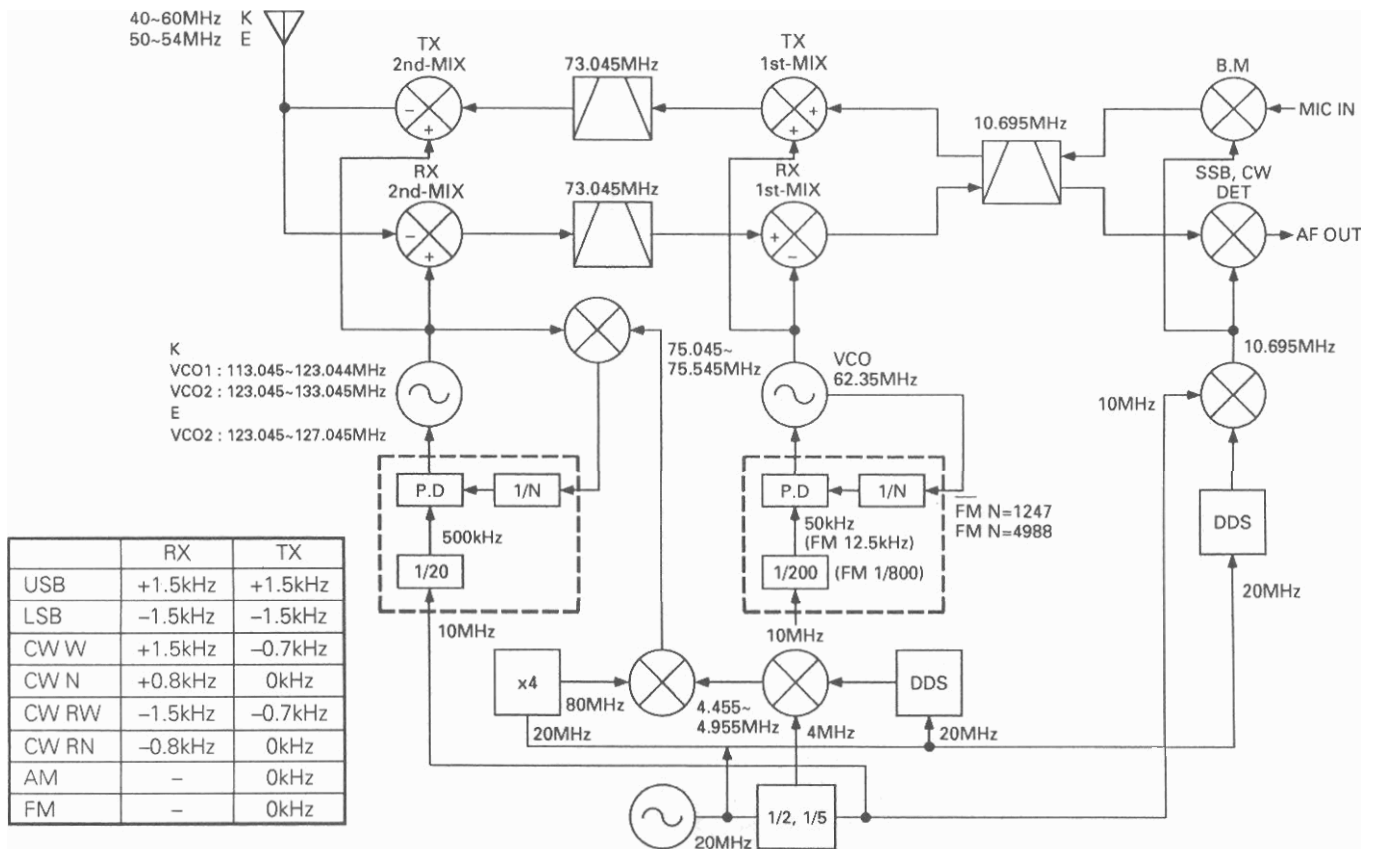 40~60MHz K
50~54MHz E
TX
2nd-MIX
73.045MHz
TX
1st-MIX
B.M
MIC IN
10.695MHz
RX
2nd-MIX
73.045MHz
RX
1st-MIX
SSB, CW
DET
AF OUT
K
VCO1 : 113.045~123.044MHz
VCO2 : 123.045~133.045MHz
E
VCO2 : 123.045~127.045MHz
75.045~
75.545MHz
VCO
62.35MHz
10.695MHz
10MHz
P.D
1/N
500kHz
1/20
10MHz
P.D
1/N
50kHz
(FM 12.5kHz)
1/200
(FM 1/800)
10MHz
FM N=1247
FM N=4988
DDS
20MHz
x4
80MHz
20MHz
4.455~
4.955MHz
4MHz
DDS
20MHz
20MHz
1/2, 1/5
RX TX
USB +1.5kHz +1.5kHz
LSB –1.5kHz –1.5kHz
CW W +1.5kHz –0.7kHz
CW N +0.8kHz 0kHz
CW RW –1.5kHz –0.7kHz
CW RN –0.8kHz 0kHz
AM – 0kHz
FM – 0kHz